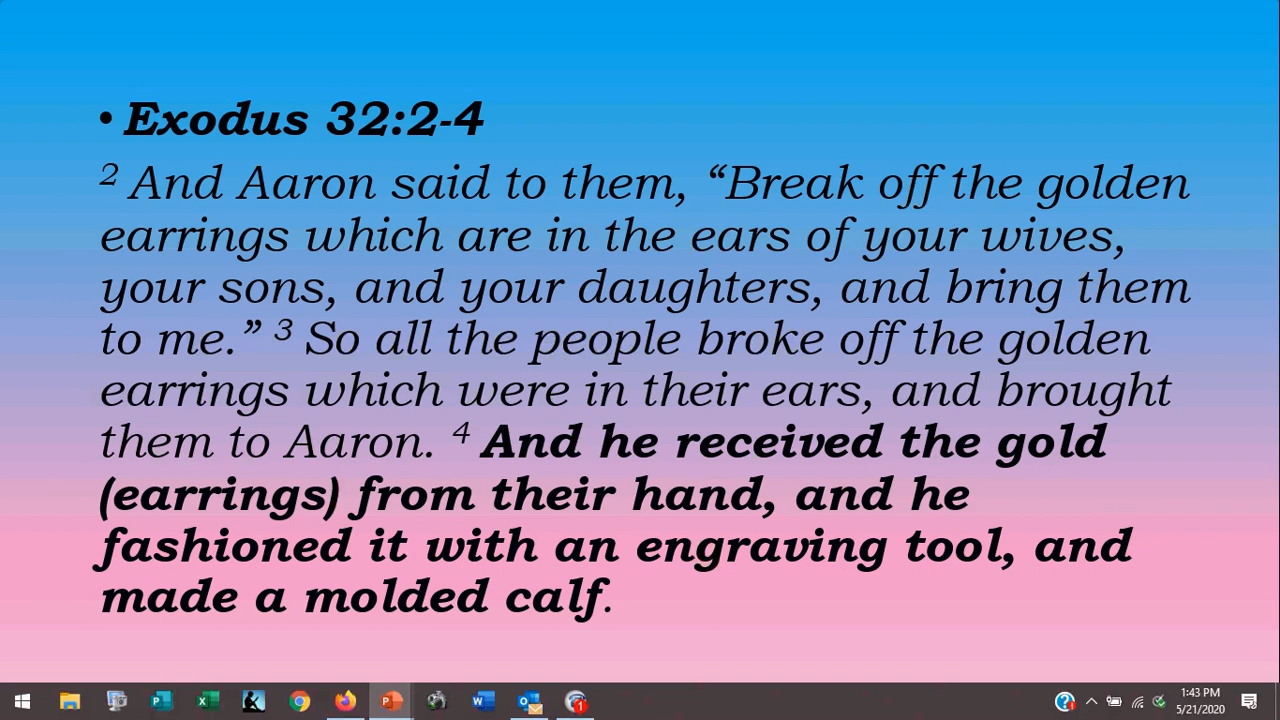 • Exodus 32:2-4
2 And Aaron said to them, “Break off the golden
earrings which are in the ears of your wives,
your sons, and your daughters, and bring them
to me.” 3 So all the people broke off the golden
earrings which were in their ears, and brought
them to Aaron. 4 And he received the gold
(earrings) from their hand, and he
fashioned it with an engraving tool, and
made a molded calf.
1:43 PM
5/21/2020